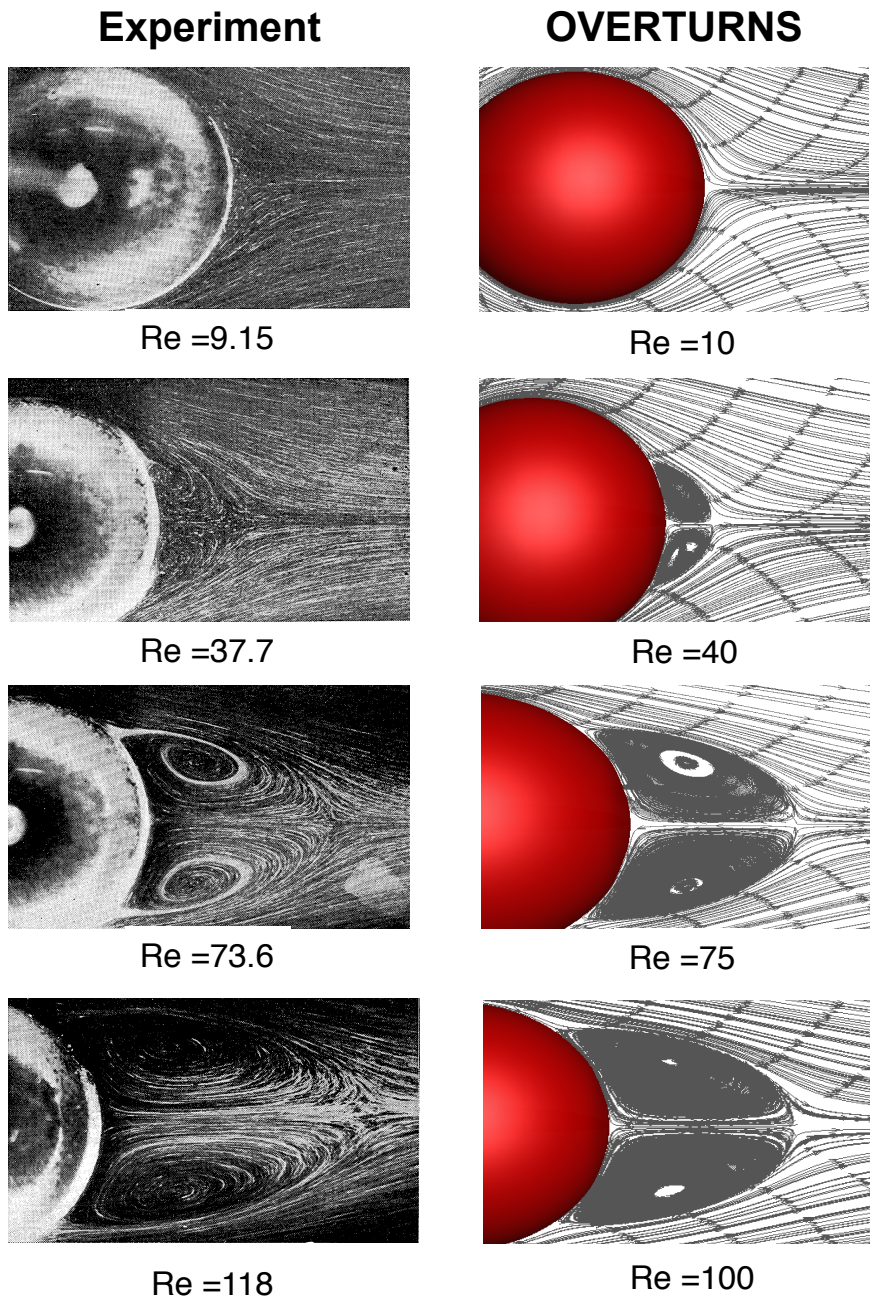 Experiment
OVERTURNS
Re =9.15
Re =10
Re =37.7
Re =40
Re =73.6
Re =75
Re =118
Re =100